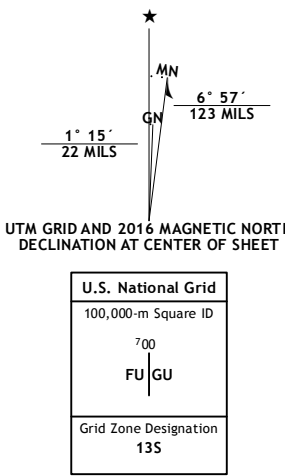 ★
MN
GN
6° 57´
123 MILS
1° 15´
22 MILS
UTM GRID AND 2016 MAGNETIC NORTH
DECLINATION AT CENTER OF SHEET
U.S. National Grid
100,000-m Square ID
⁷00
FU GU
Grid Zone Designation
13S